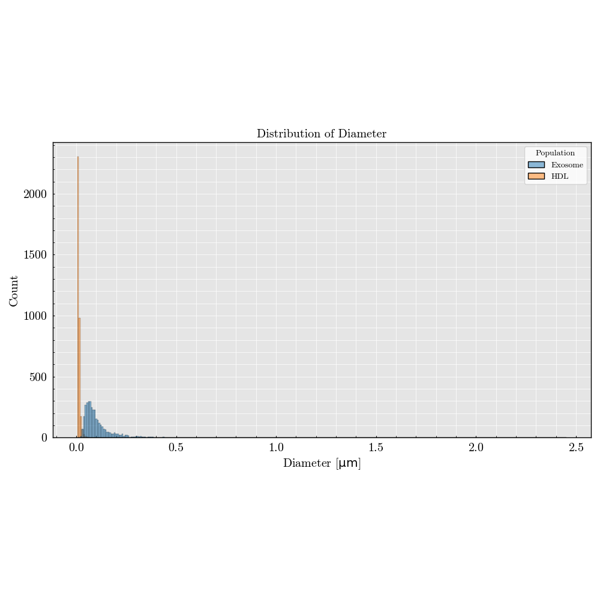 Distribution of Diameter
Population
Exosome
HDL
Count
2000
1500
1000
500
0
0.0 0.5 1.0 1.5 2.0 2.5
Diameter [µm]